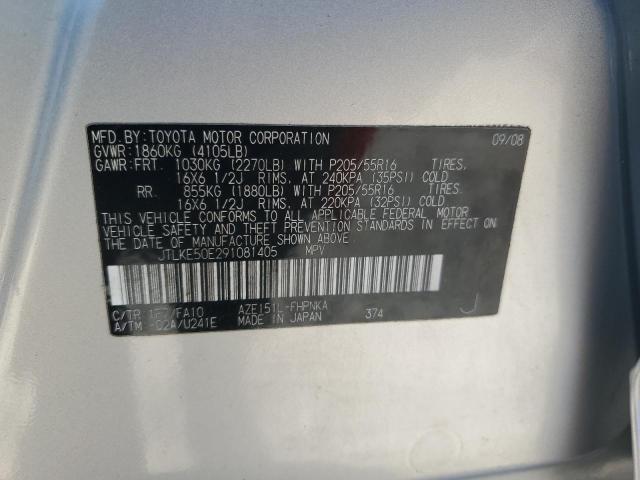 MFD. BY: TOYOTA MOTOR CORPORATION 09/08
GVWR: 1860KG (4105LB)
GAWR: FRT. 1030KG (2270LB) WITH P205/55R16 TIRES,
16X6 1/2J RIMS, AT 240KPA (35PSI) COLD
RR. 855KG (1880LB) WITH P205/55R16 TIRES,
16X6 1/2J RIMS, AT 220KPA (32PSI) COLD
THIS VEHICLE CONFORMS TO ALL APPLICABLE FEDERAL MOTOR
VEHICLE SAFETY AND THEFT PREVENTION STANDARDS IN EFFECT ON
THE DATE OF MANUFACTURE SHOWN ABOVE.
JTLKE50E291081405 MPV
C/TR /FA10 AZE151L-FHPNKA
A/TM -02A/U241E MADE IN JAPAN 374 J